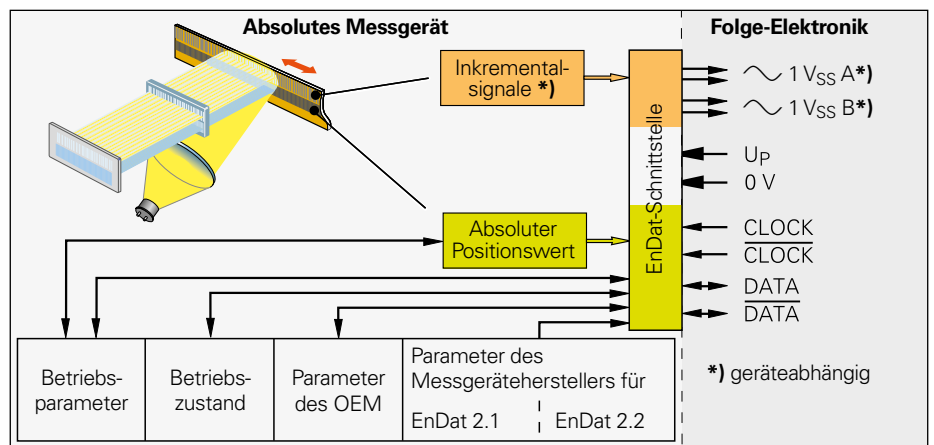 Absolutes Messgerät
Folge-Elektronik
Inkremental-
signale *)
EnDat-Schnittstelle
1 VSS A*)
1 VSS B*)
UP
0 V
Absoluter
Positionswert
CLOCK
CLOCK
DATA
DATA
Betriebs-
parameter
Betriebs-
zustand
Parameter
des OEM
Parameter des
Messgeräteherstellers für
EnDat 2.1
EnDat 2.2
*) geräteabhängig